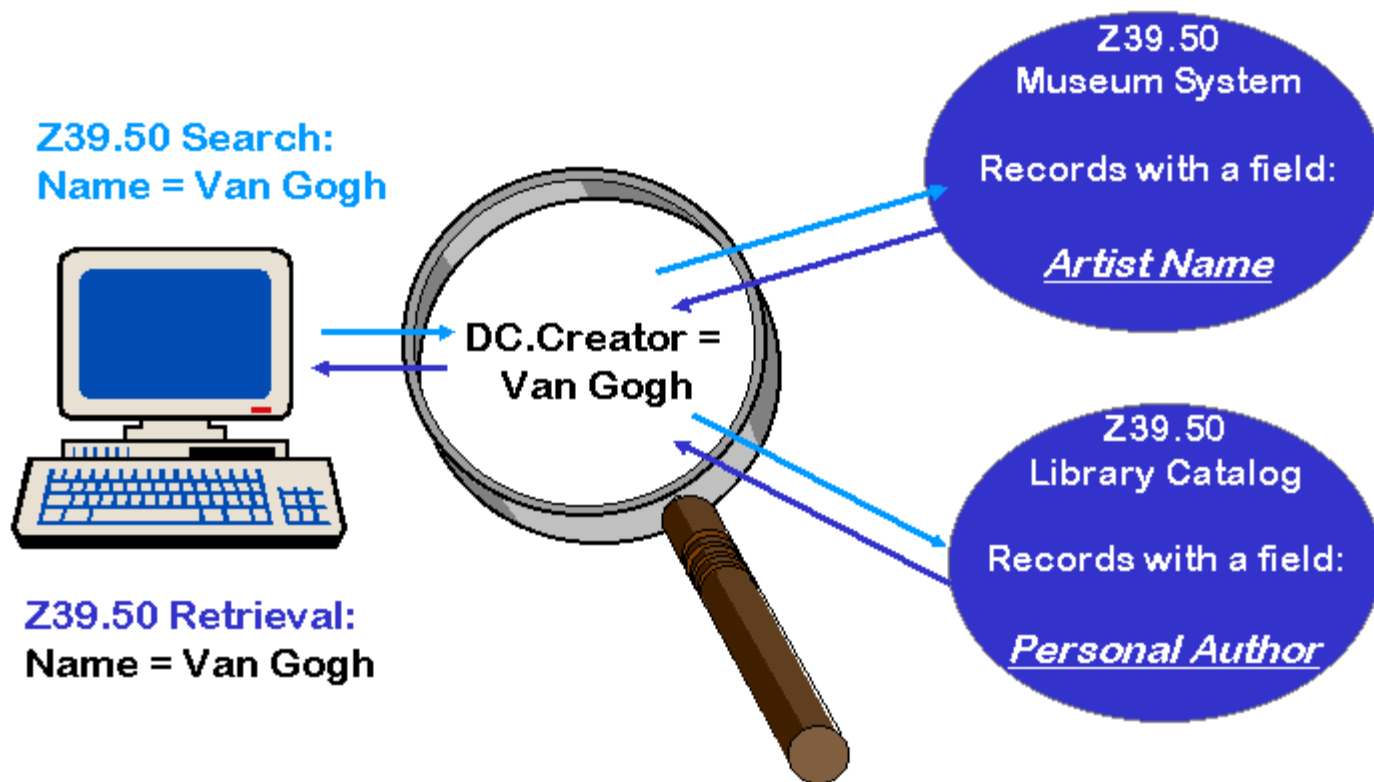 Z39.50 Search:
Name = Van Gogh
DC.Creator =
Van Gogh
Z39.50 Retrieval:
Name = Van Gogh
Z39.50
Museum System
Records with a field:
Artist Name
Z39.50
Library Catalog
Records with a field:
Personal Author